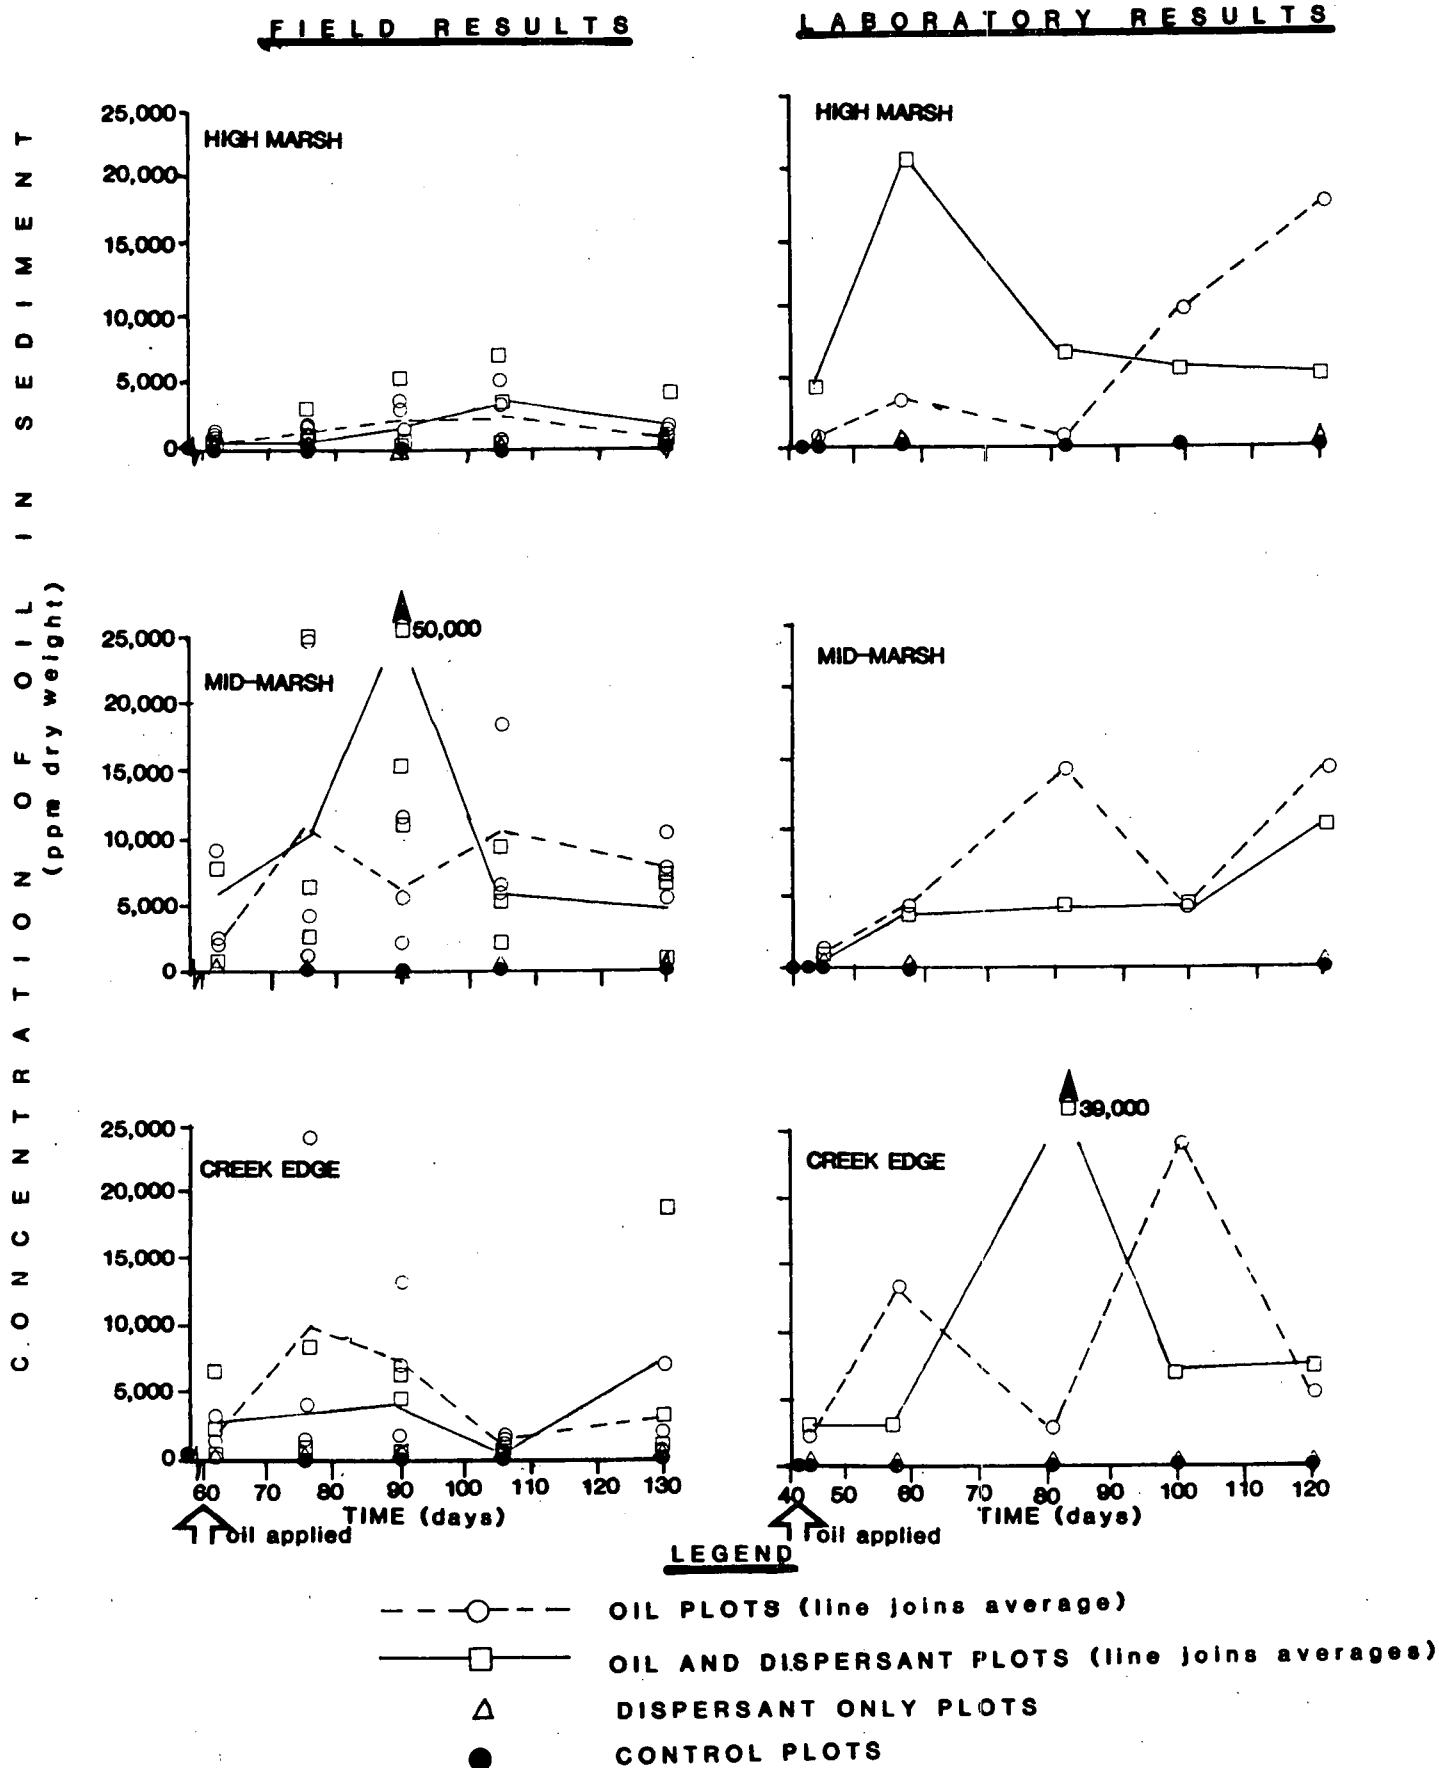 FIELD RESULTS
LABORATORY RESULTS
CONCENTRATION OF OIL IN SEDIMENT
(ppm dry weight)
25,000
20,000
15,000
10,000
5,000
0
HIGH MARSH
HIGH MARSH
25,000
20,000
15,000
10,000
5,000
0
MID-MARSH
50,000
MID-MARSH
25,000
20,000
15,000
10,000
5,000
0
CREEK EDGE
39,000
CREEK EDGE
60 70 80 90 100 110 120 130
TIME (days)
oil applied
40 50 60 70 80 90 100 110 120
TIME (days)
oil applied
LEGEND
OIL PLOTS (line joins average)
OIL AND DISPERSANT PLOTS (line joins averages)
DISPERSANT ONLY PLOTS
CONTROL PLOTS